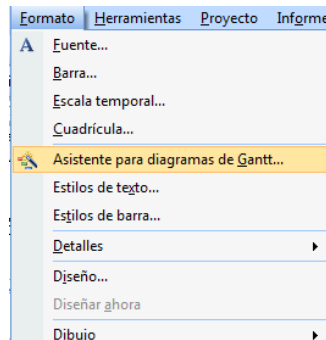 Formato Herramientas Proyecto Informe
Fuente...
Barra...
Escala temporal...
Cuadrícula...
Asistente para diagramas de Gantt...
Estilos de texto...
Estilos de barra...
Detalles
Diseño...
Diseñar ahora
Dibujo